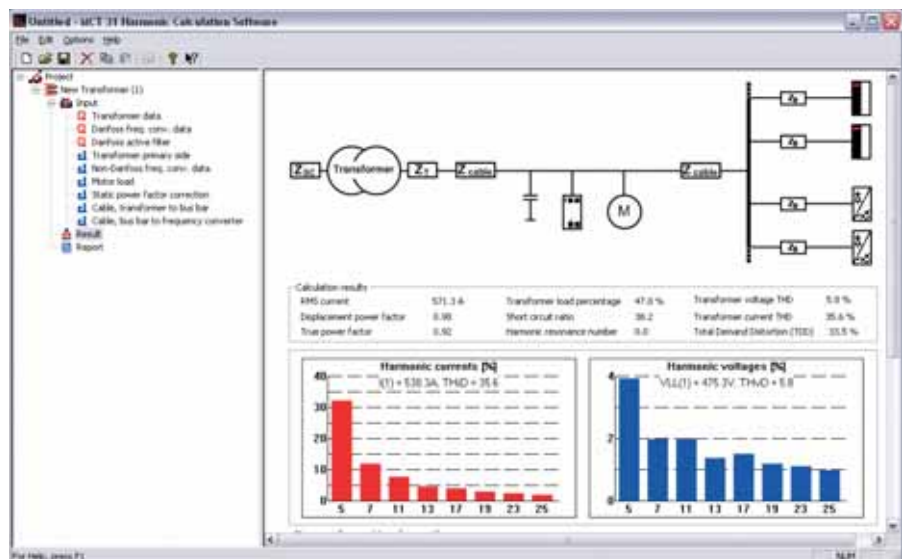 Untitled - MCT 31 Harmonic Calculation Software
File Edit Options Help
Project
New Transformer (1)
Input
Transformer data
Danfoss freq. conv. data
Danfoss active filter
Transformer primary side
Non-Danfoss freq. conv. data
Motor load
Static power factor correction
Cable, transformer to bus bar
Cable, bus bar to frequency converter
Result
Report
Z SC Transformer Z T Z cable Z cable
M
Calculation results
RMS current 571.3 A Transformer load percentage 47.0 % Transformer voltage THD 5.8 %
Displacement power factor 0.98 Short circuit ratio 38.2 Transformer current THD 35.6 %
True power factor 0.92 Harmonic resonance number 0.0 Total Demand Distortion (TDD) 33.5 %
Harmonic currents [%]
I(1) = 538.3A, THiD = 35.6
40
30
20
10
0
5 7 11 13 17 19 23 25
Harmonic voltages [%]
VLL(1) = 475.3V, THvD = 5.8
4
2
0
5 7 11 13 17 19 23 25
For Help, press F1
NUM